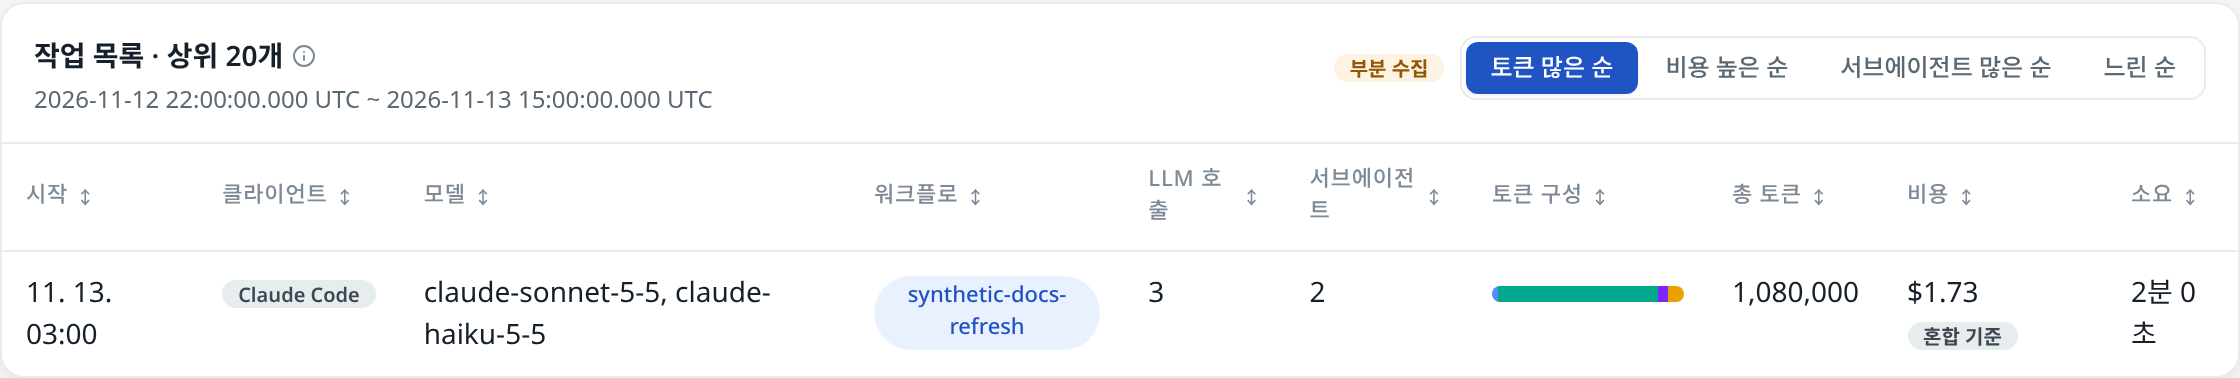 작업 목록 · 상위 20개
2026-11-12 22:00:00.000 UTC ~ 2026-11-13 15:00:00.000 UTC
부분 수집
토큰 많은 순
비용 높은 순
서브에이전트 많은 순
느린 순
시작
클라이언트
모델
워크플로
LLM 호
출
서브에이전
트
토큰 구성
총 토큰
비용
소요
11. 13.
03:00
Claude Code
claude-sonnet-5-5, claude-
haiku-5-5
synthetic-docs-
refresh
3
2
1,080,000
$1.73
혼합 기준
2분 0
초